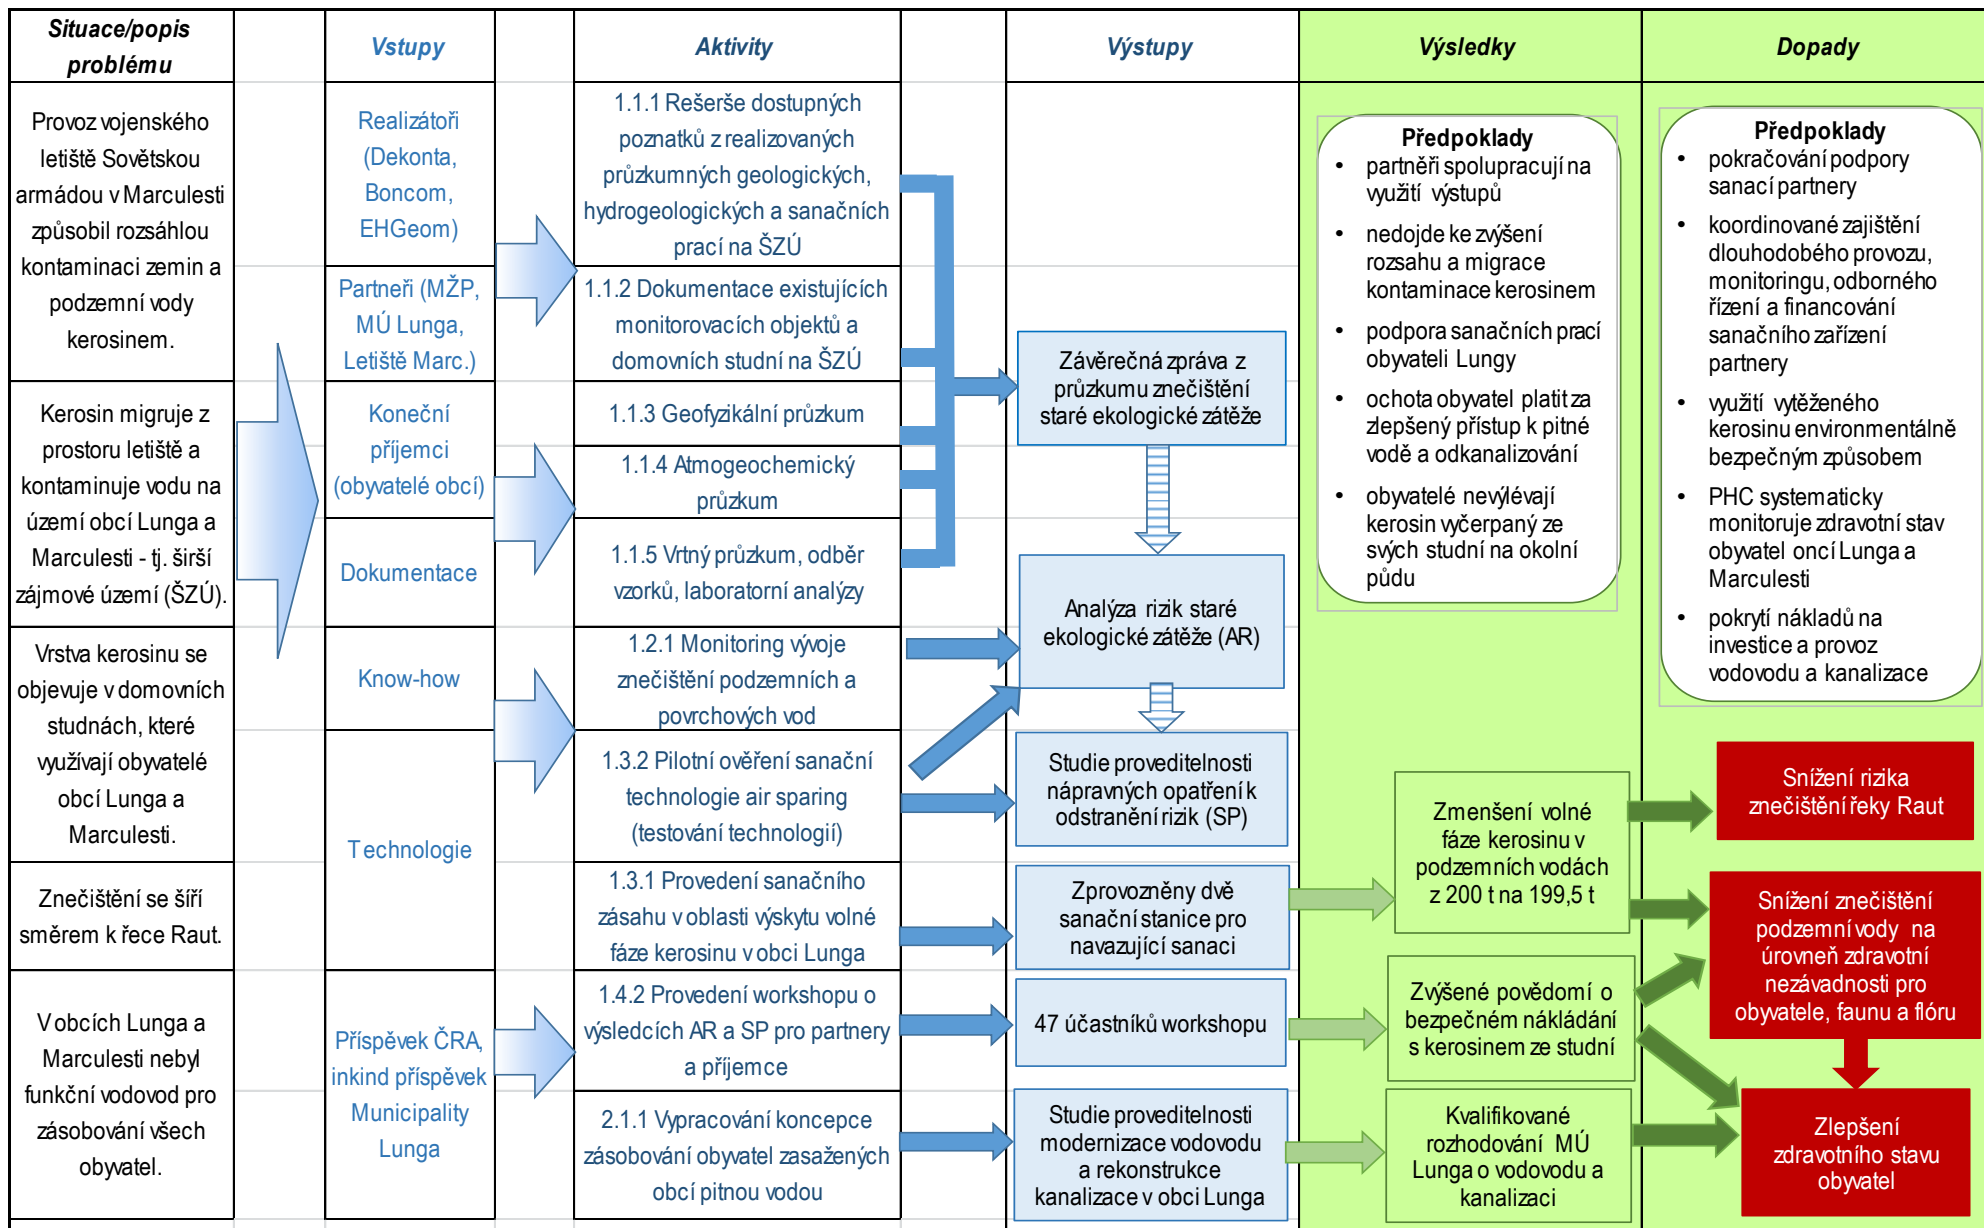 Situace/popis
problému
Vstupy
Aktivity
Výstupy
Výsledky
Dopady
Provoz vojenského
letiště Sovětskou
armádou v Marculesti
způsobil rozsáhlou
kontaminaci zemin a
podzemní vody
kerosinem.
Kerosin migruje z
prostoru letiště a
kontaminuje vodu na
území obcí Lunga a
Marculesti - tj. širší
zájmové území (ŠZÚ).
Vrstva kerosinu se
objevuje v domovních
studnách, které
využívají obyvatelé
obcí Lunga a
Marculesti.
Znečištění se šíří
směrem k řece Raut.
V obcích Lunga a
Marculesti nebyl
funkční vodovod pro
zásobování všech
obyvatel.
Realizátoři
(Dekonta,
Boncom,
EHGeom)
Partneři (MŽP,
MÚ Lunga,
Letiště Marc.)
Koneční
příjemci
(obyvatelé obcí)
Dokumentace
Know-how
Technologie
Příspěvek ČRA,
inkind příspěvek
Municipality
Lunga
1.1.1 Rešerše dostupných
poznatků z realizovaných
průzkumných geologických,
hydrogeologických a sanačních
prací na ŠZÚ
1.1.2 Dokumentace existujících
monitorovacích objektů a
domovních studní na ŠZÚ
1.1.3 Geofyzikální průzkum
1.1.4 Atmogeochemický
průzkum
1.1.5 Vrtný průzkum, odběr
vzorků, laboratorní analýzy
1.2.1 Monitoring vývoje
znečištění podzemních a
povrchových vod
1.3.2 Pilotní ověření sanační
technologie air sparing
(testování technologií)
1.3.1 Provedení sanačního
zásahu v oblasti výskytu volné
fáze kerosinu v obci Lunga
1.4.2 Provedení workshopu o
výsledcích AR a SP pro partnery
a příjemce
2.1.1 Vypracování koncepce
zásobování obyvatel zasažených
obcí pitnou vodou
Závěrečná zpráva z
průzkumu znečištění
staré ekologické zátěže
Analýza rizik staré
ekologické zátěže (AR)
Studie proveditelnosti
nápravných opatření k
odstranění rizik (SP)
Zprovozněny dvě
sanační stanice pro
navazující sanaci
47 účastníků workshopu
Studie proveditelnosti
modernizace vodovodu
a rekonstrukce
kanalizace v obci Lunga
Předpoklady
• partněři spolupracují na
využití výstupů
• nedojde ke zvýšení
rozsahu a migrace
kontaminace kerosinem
• podpora sanačních prací
obyvateli Lungy
• ochota obyvatel platit za
zlepšený přístup k pitné
vodě a odkanalizování
• obyvatelé nevýlévají
kerosin vyčerpaný ze
svých studní na okolní
půdu
Zmenšení volné
fáze kerosinu v
podzemních vodách
z 200 t na 199,5 t
Zvýšené povědomí o
bezpečném nákládání
s kerosinem ze studní
Kvalifikované
rozhodování MÚ
Lunga o vodovodu a
kanalizaci
Předpoklady
• pokračování podpory
sanací partnery
• koordinované zajištění
dlouhodobého provozu,
monitoringu, odborného
řízení a financování
sanačního zařízení
partnery
• využití vytěženého
kerosinu environmentálně
bezpečným způsobem
• PHC systematicky
monitoruje zdravotní stav
obyvatel oncí Lunga a
Marculesti
• pokrytí nákladů na
investice a provoz
vodovodu a kanalizace
Snížení rizika
znečištění řeky Raut
Snížení znečištění
podzemní vody na
úrovneň zdravotní
nezávadnosti pro
obyvatele, faunu a flóru
Zlepšení
zdravotního stavu
obyvatel